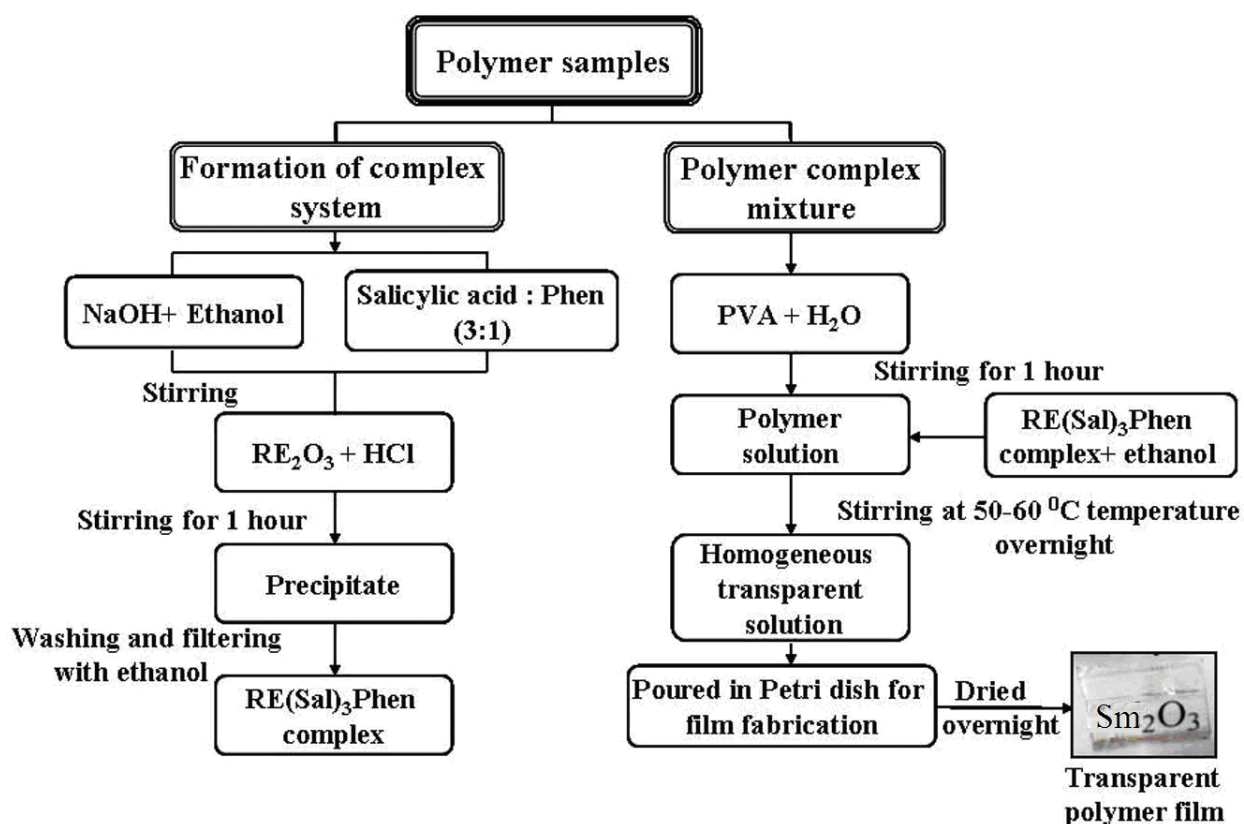 Polymer samples
Formation of complex
system
Polymer complex
mixture
NaOH+ Ethanol
Salicylic acid : Phen
(3:1)
Stirring
RE₂O₃ + HCl
Stirring for 1 hour
Precipitate
Washing and filtering
with ethanol
RE(Sal)₃Phen
complex
PVA + H₂O
Stirring for 1 hour
Polymer
solution
RE(Sal)₃Phen
complex+ ethanol
Stirring at 50-60 ⁰C temperature
overnight
Homogeneous
transparent
solution
Poured in Petri dish for
film fabrication
Dried
overnight
Sm₂O₃
Transparent
polymer film